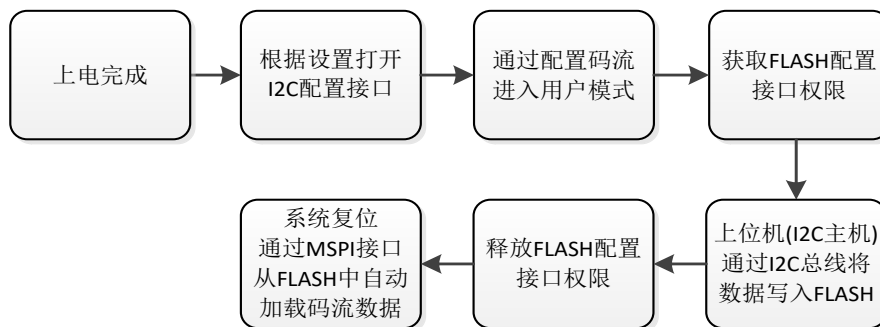 上电完成
根据设置打开
I2C配置接口
通过配置码流
进入用户模式
获取FLASH配置
接口权限
上位机(I2C主机)
通过I2C总线将
数据写入FLASH
释放FLASH配置
接口权限
系统复位
通过MSPI接口
从FLASH中自动
加载码流数据